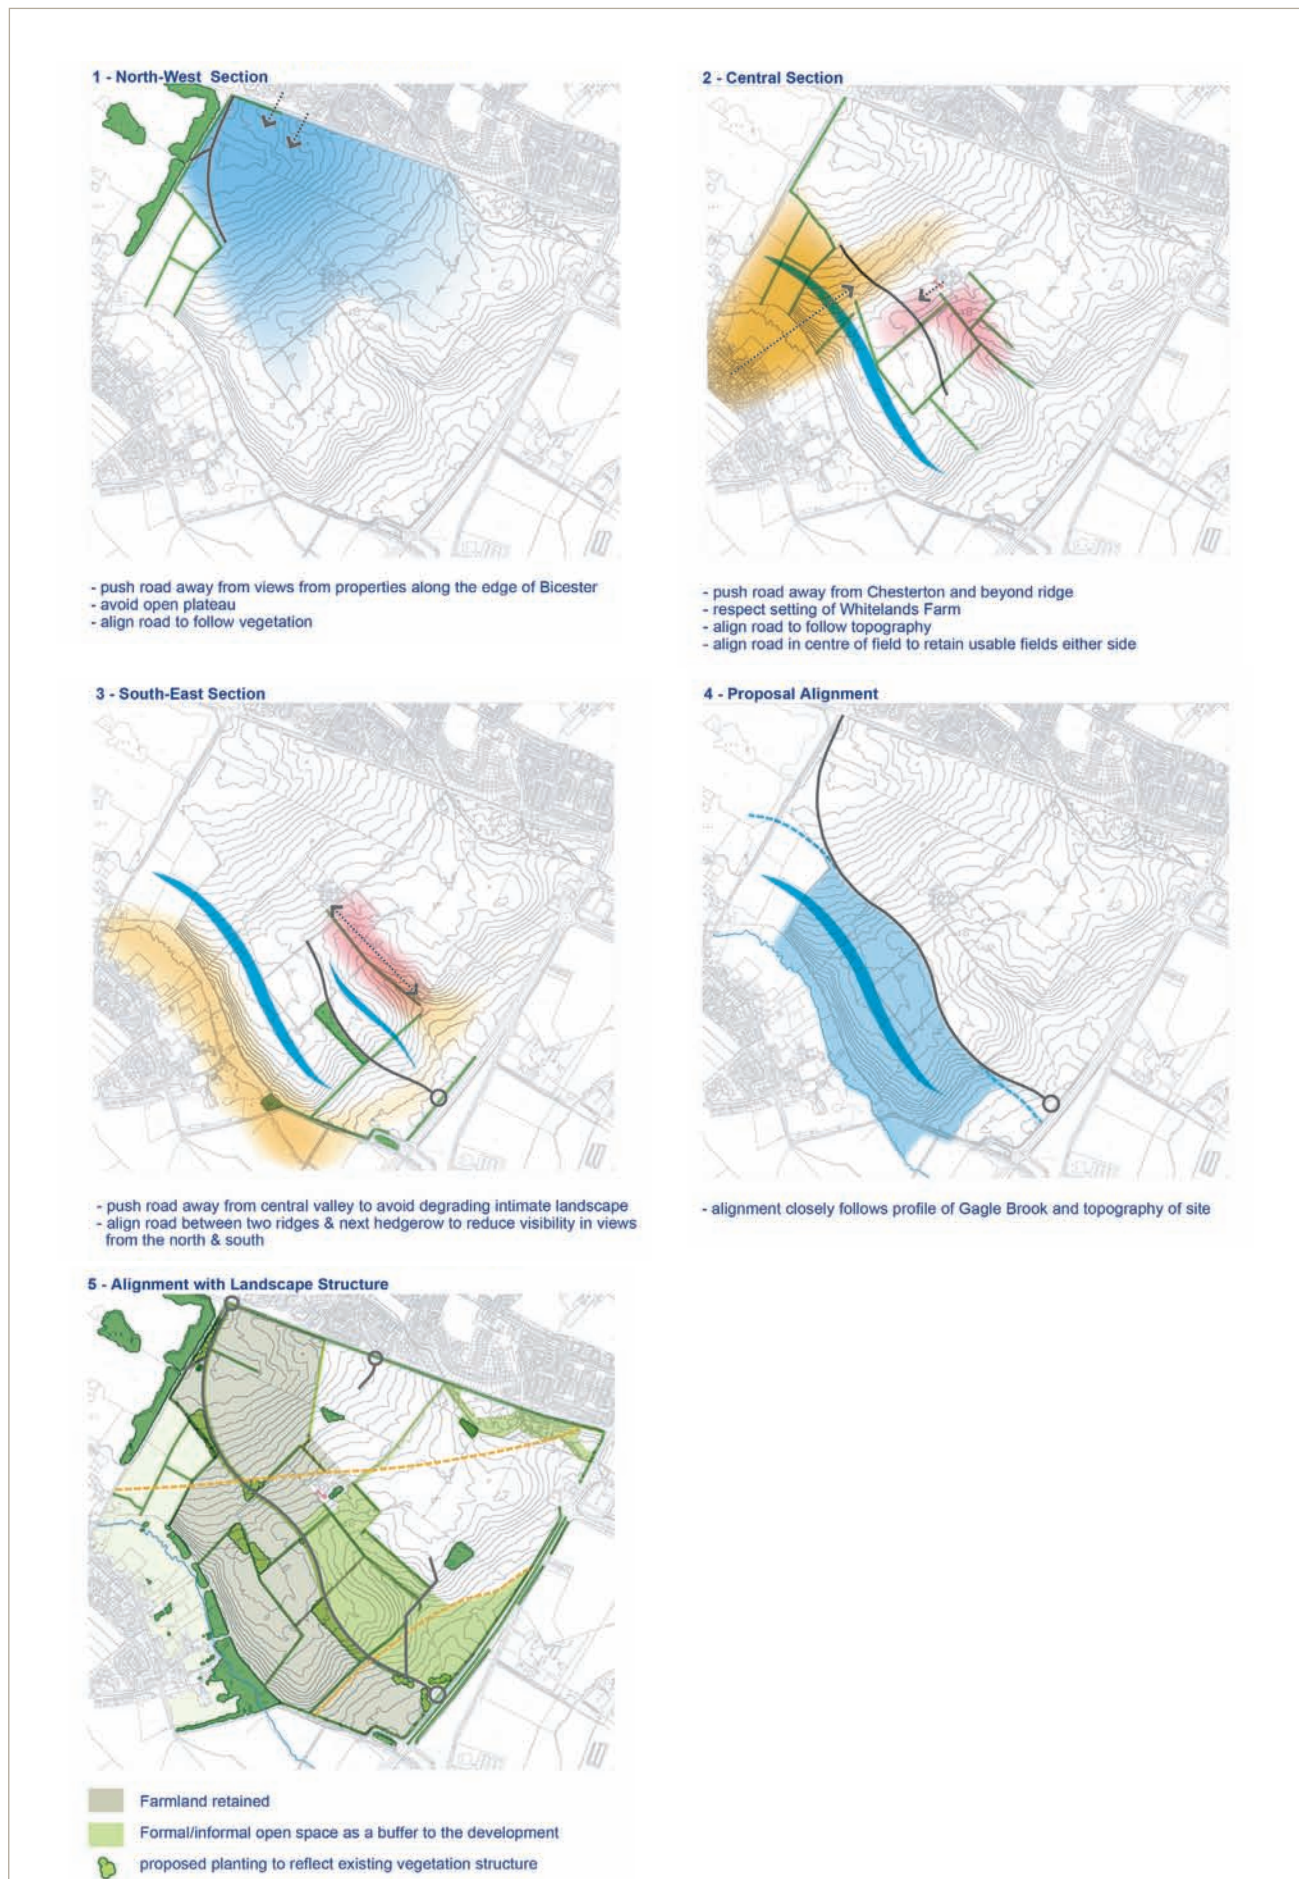 1 - North-West Section
- push road away from views from properties along the edge of Bicester
- avoid open plateau
- align road to follow vegetation
2 - Central Section
- push road away from Chesterton and beyond ridge
- respect setting of Whitelands Farm
- align road to follow topography
- align road in centre of field to retain usable fields either side
3 - South-East Section
- push road away from central valley to avoid degrading intimate landscape
- align road between two ridges & next hedgerow to reduce visibility in views
from the north & south
4 - Proposal Alignment
- alignment closely follows profile of Gagle Brook and topography of site
5 - Alignment with Landscape Structure
Farmland retained
Formal/informal open space as a buffer to the development
proposed planting to reflect existing vegetation structure